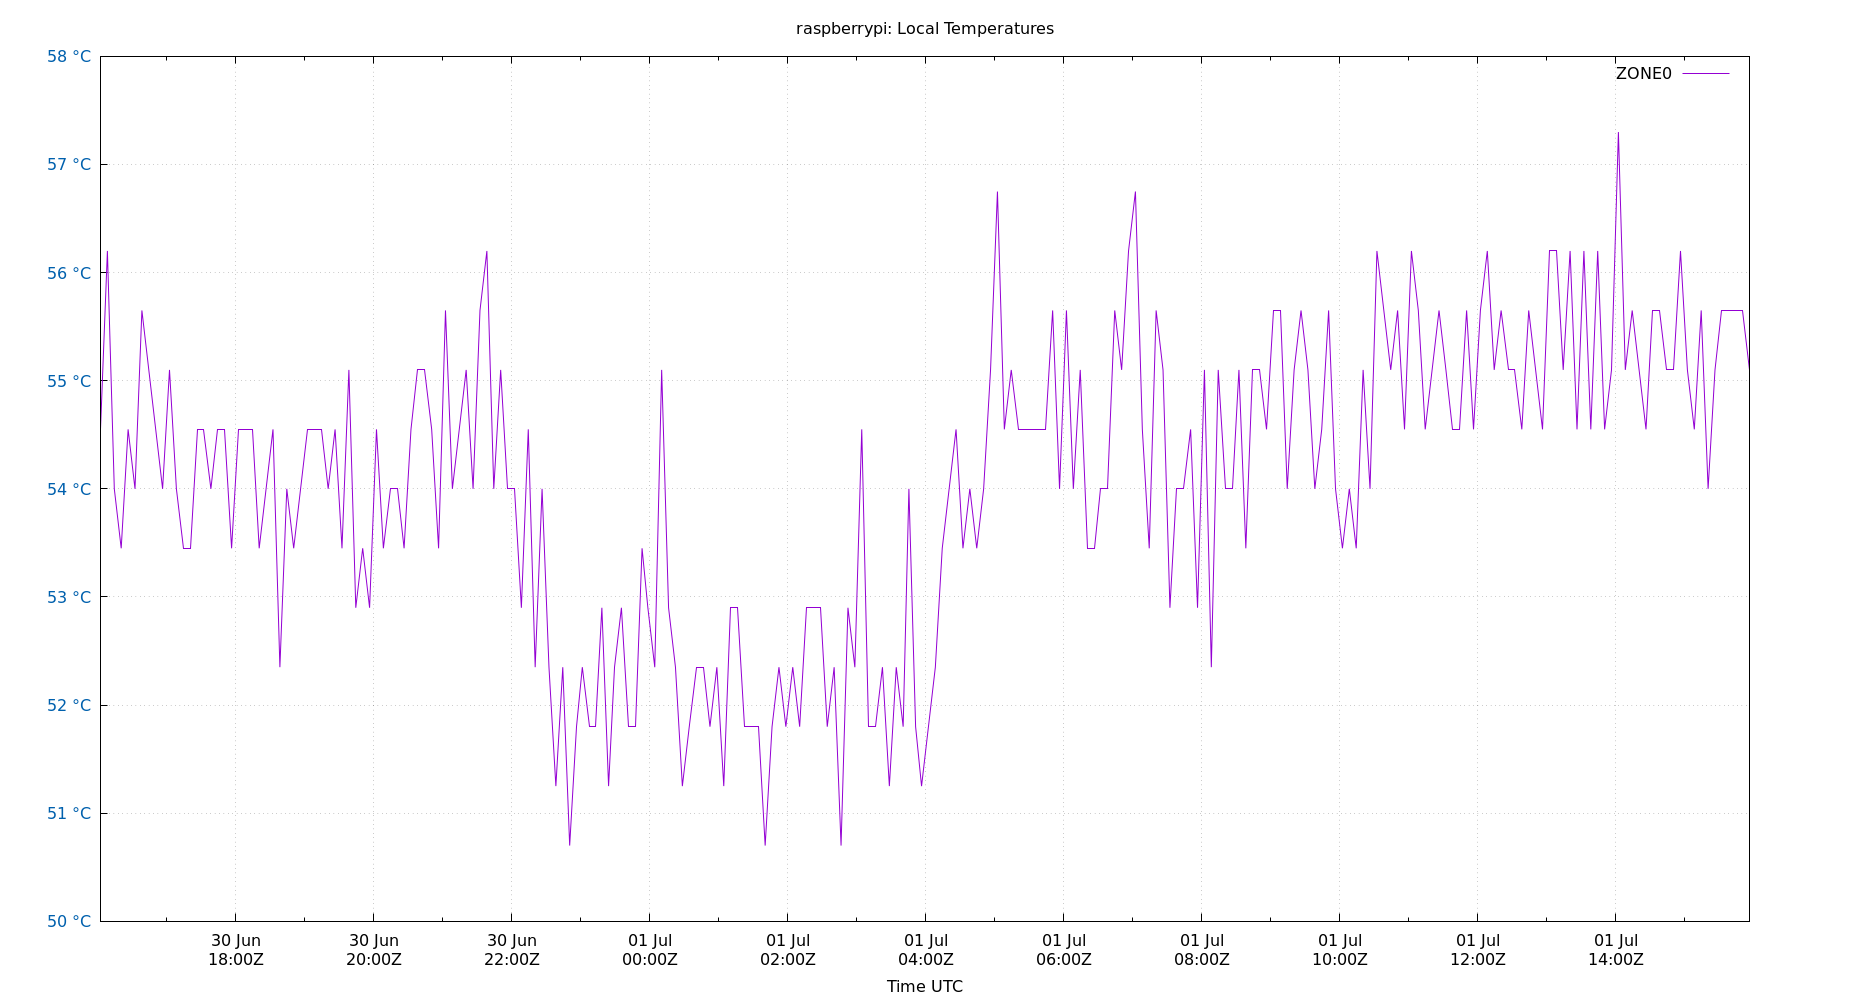 raspberrypi: Local Temperatures
ZONE0
58 °C
57 °C
56 °C
55 °C
54 °C
53 °C
52 °C
51 °C
50 °C
30 Jun 30 Jun 30 Jun 01 Jul 01 Jul 01 Jul 01 Jul 01 Jul 01 Jul 01 Jul 01 Jul
18:00Z 20:00Z 22:00Z 00:00Z 02:00Z 04:00Z 06:00Z 08:00Z 10:00Z 12:00Z 14:00Z
Time UTC